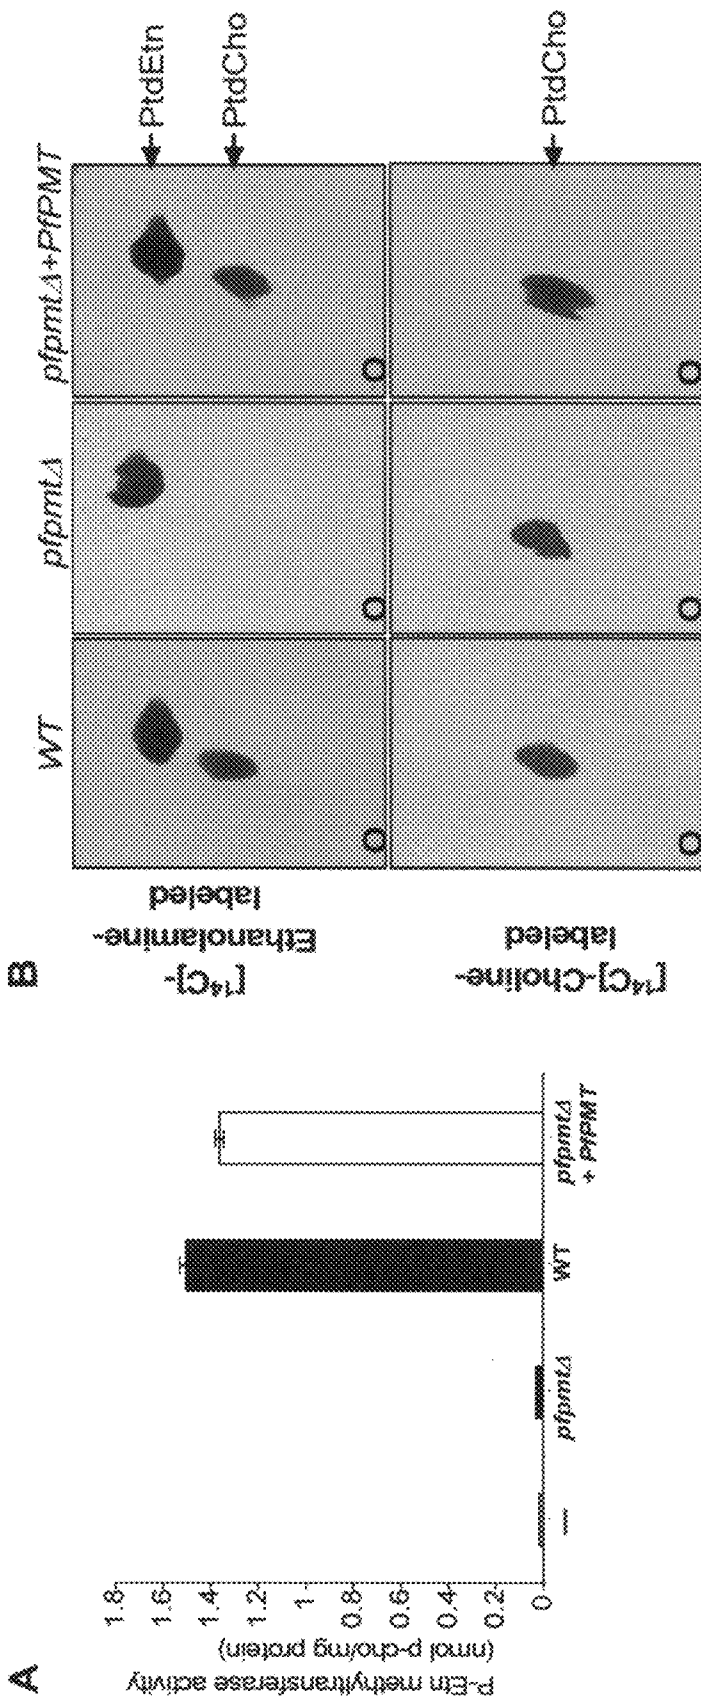 A
P-Etn methyltransferase activity
(nmol p-cho/mg protein)
1.8
1.6
1.4
1.2
1
0.8
0.6
0.4
0.2
0
—
pfpmtΔ
WT
pfpmtΔ
+ PfPMT
B
WT
pfpmtΔ
pfpmtΔ+PfPMT
[14C]-
Ethanolamine-
labeled
PtdEtn
PtdCho
[14C]-Choline-
labeled
PtdCho
O
O
O
O
O
O